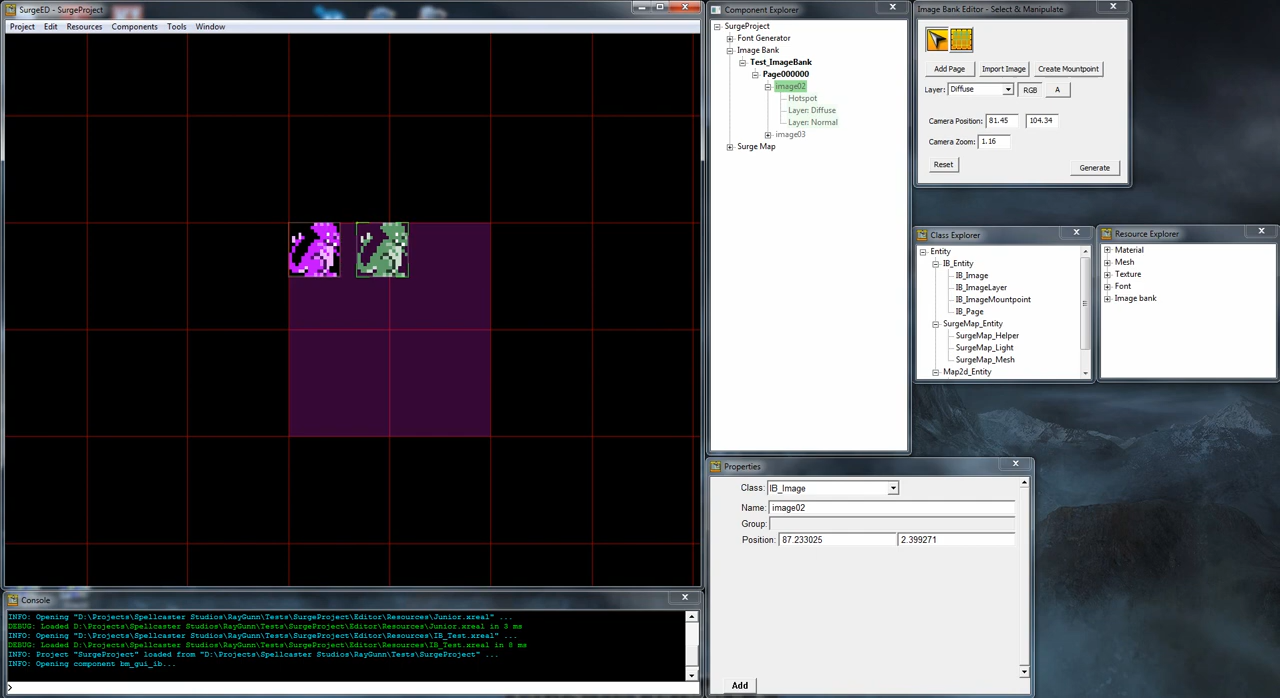 SurgeED - SurgeProject
Project Edit Resources Components Tools Window
Console
INFO: Opening "D:\Projects\Spellcaster Studios\RayGunn\Tests\SurgeProject\Editor\Resources\Junior.xreal" ...
DEBUG: Loaded D:\Projects\Spellcaster Studios\RayGunn\Tests\SurgeProject\Editor\Resources\Junior.xreal in 3 ms
INFO: Opening "D:\Projects\Spellcaster Studios\RayGunn\Tests\SurgeProject\Editor\Resources\IB_Test.xreal" ...
DEBUG: Loaded D:\Projects\Spellcaster Studios\RayGunn\Tests\SurgeProject\Editor\Resources\IB_Test.xreal in 8 ms
INFO: Project "SurgeProject" loaded from "D:\Projects\Spellcaster Studios\RayGunn\Tests\SurgeProject" ...
INFO: Opening component bm_gui_ib...
>
Component Explorer
SurgeProject
Font Generator
Image Bank
Test_ImageBank
Page000000
image02
Hotspot
Layer: Diffuse
Layer: Normal
image03
Surge Map
Image Bank Editor - Select & Manipulate
Add Page Import Image Create Mountpoint
Layer: Diffuse RGB A
Camera Position: 81.45 104.34
Camera Zoom: 1.16
Reset Generate
Class Explorer
Entity
IB_Entity
IB_Image
IB_ImageLayer
IB_ImageMountpoint
IB_Page
SurgeMap_Entity
SurgeMap_Helper
SurgeMap_Light
SurgeMap_Mesh
Map2d_Entity
Resource Explorer
Material
Mesh
Texture
Font
Image bank
Properties
Class: IB_Image
Name: image02
Group:
Position: 87.233025 2.399271
Add